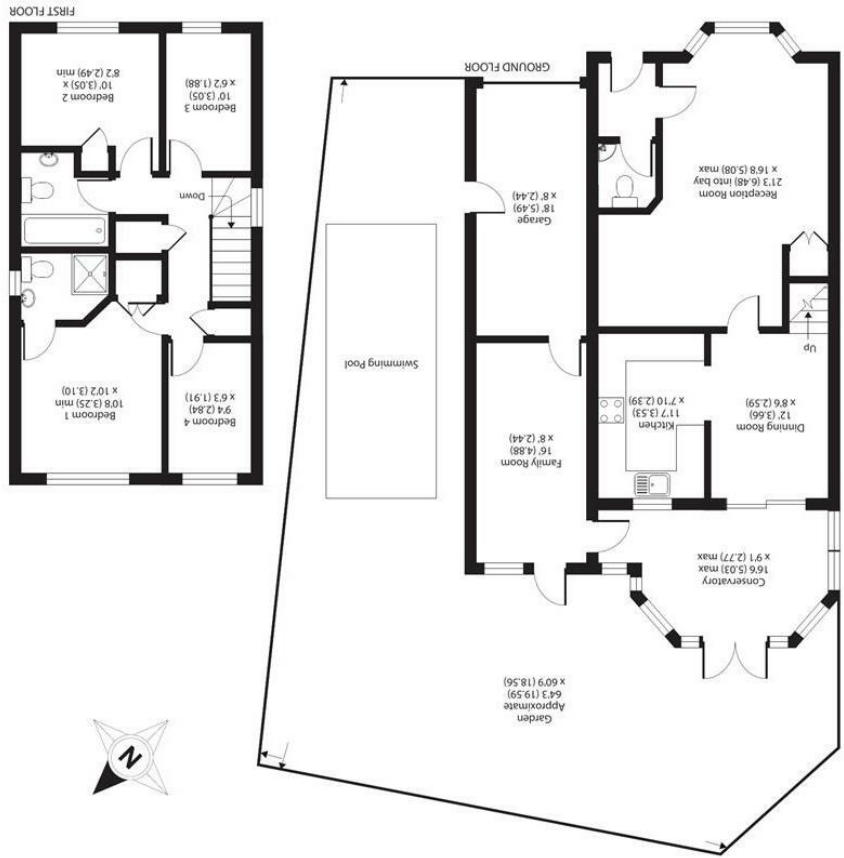 N
Garden
64'3 (19.59) Approximate
x 60'9 (18.56)
Conservatory
16'6 (5.03) max
x 9'1 (2.77) max
Family Room
16' (4.88)
x 8' (2.44)
Dinning Room
12' (3.66)
x 8'6 (2.59)
Kitchen
11'7 (3.53)
x 7'10 (2.39)
Up
Swimming Pool
Reception Room
21'3 (6.48) into bay
x 16'8 (5.08) max
Garage
18' (5.49)
x 8' (2.44)
GROUND FLOOR
Bedroom 4
9'4 (2.84)
x 6'3 (1.91)
Bedroom 1
10'8 (3.25) min
x 10'2 (3.10)
Down
Bedroom 3
10' (3.05)
x 6'2 (1.88)
Bedroom 2
10' (3.05) x
8'2 (2.49) min
FIRST FLOOR